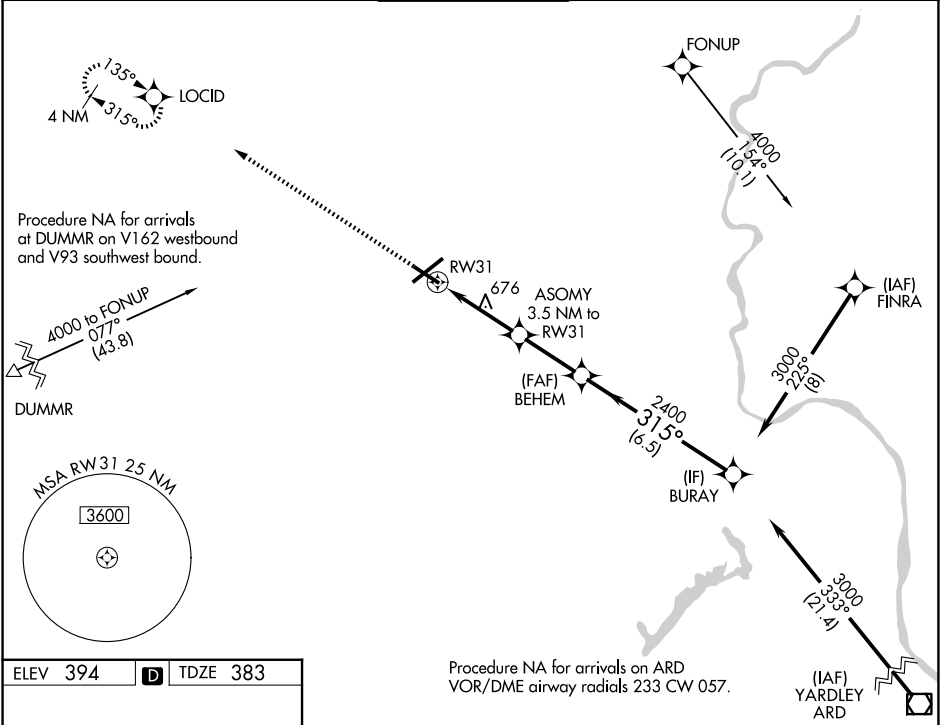 FONUP
135°
LOCID
4 NM
315°
4000
154°
(10.1)
Procedure NA for arrivals
at DUMMR on V162 westbound
and V93 southwest bound.
RW31
676
ASOMY
3.5 NM to
RW31
(IAF)
FINRA
4000 to FONUP
077°
(43.8)
3000
225°
(8)
(FAF)
BEHEM
DUMMR
2400
315°
(6.5)
MSA RW31 25 NM
3600
(IF)
BURAY
3000
333°
(21.4)
ELEV 394 D TDZE 383
Procedure NA for arrivals on ARD
VOR/DME airway radials 233 CW 057.
(IAF)
YARDLEY
ARD